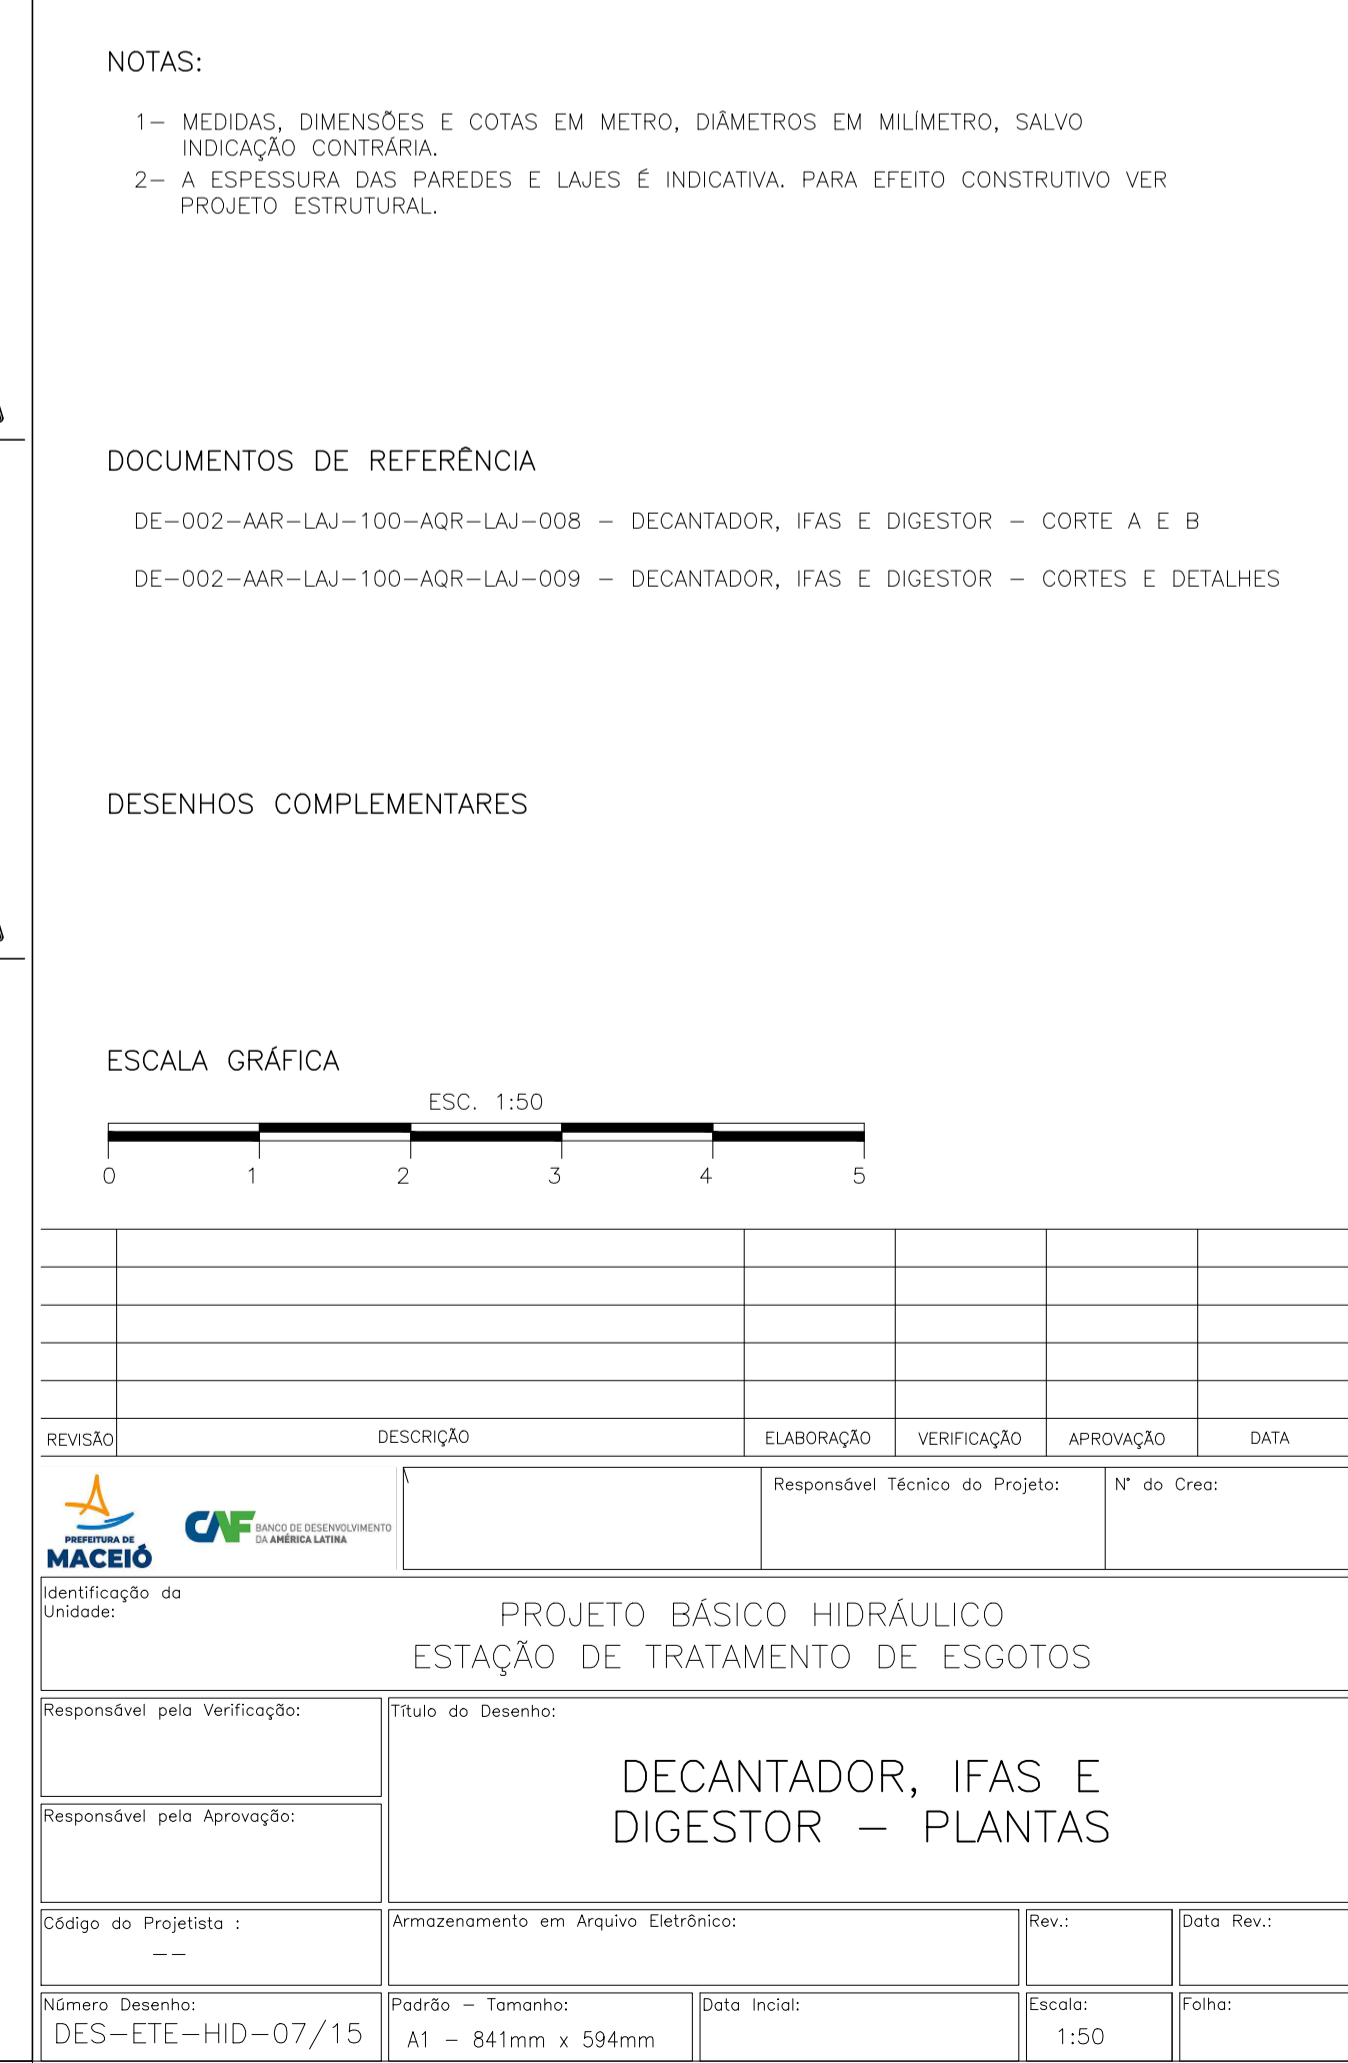 NOTAS:
1- MEDIDAS, DIMENSÕES E COTAS EM METRO, DIÂMETROS EM MILÍMETRO, SALVO
INDICAÇÃO CONTRÁRIA.
2- A ESPESSURA DAS PAREDES E LAJES É INDICATIVA. PARA EFEITO CONSTRUTIVO VER
PROJETO ESTRUTURAL.
DOCUMENTOS DE REFERÊNCIA
DE-002-AAR-LAJ-100-AQR-LAJ-008 - DECANTADOR, IFAS E DIGESTOR - CORTE A E B
DE-002-AAR-LAJ-100-AQR-LAJ-009 - DECANTADOR, IFAS E DIGESTOR - CORTES E DETALHES
DESENHOS COMPLEMENTARES
ESCALA GRÁFICA
ESC. 1:50
0 1 2 3 4 5
REVISÃO DESCRIÇÃO ELABORAÇÃO VERIFICAÇÃO APROVAÇÃO DATA
PREFEITURA DE
MACEIÓ
CAF BANCO DE DESENVOLVIMENTO
DA AMÉRICA LATINA
Responsável Técnico do Projeto:
N° do Crea:
Identificação da
Unidade:
PROJETO BÁSICO HIDRÁULICO
ESTAÇÃO DE TRATAMENTO DE ESGOTOS
Responsável pela Verificação:
Título do Desenho:
DECANTADOR, IFAS E
DIGESTOR - PLANTAS
Responsável pela Aprovação:
Código do Projetista :
--
Armazenamento em Arquivo Eletrônico:
Rev.:
Data Rev.:
Número Desenho:
DES-ETE-HID-07/15
Padrão - Tamanho:
A1 - 841mm x 594mm
Data Incial:
Escala:
1:50
Folha: